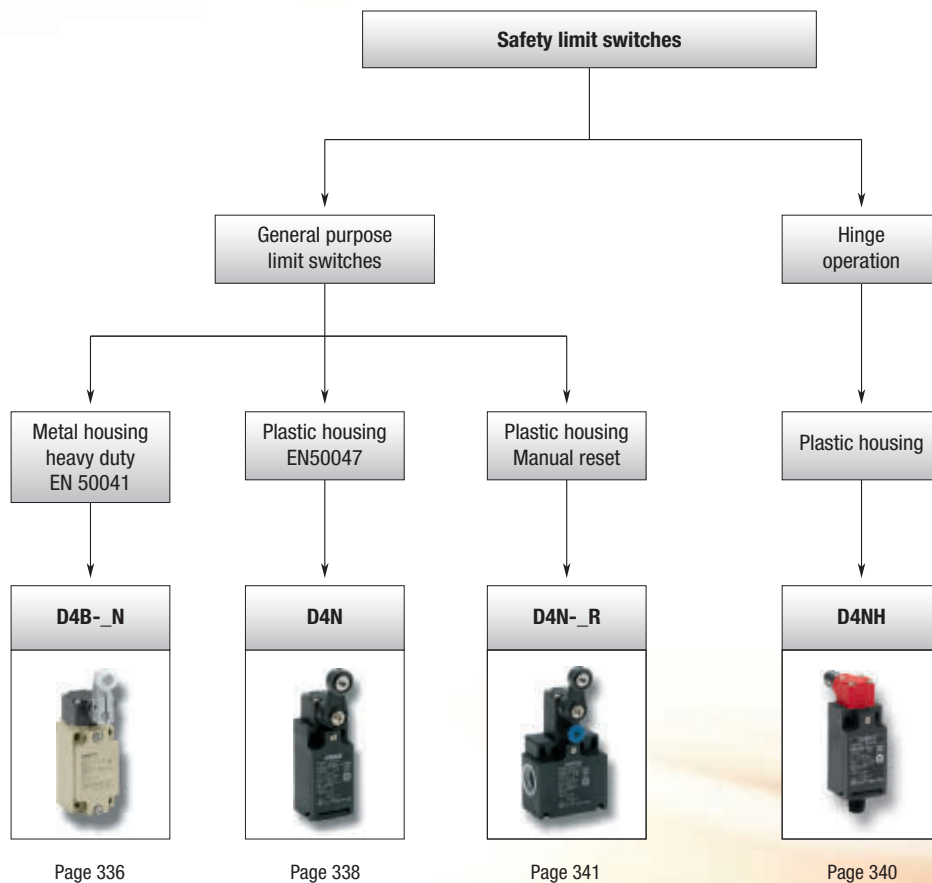 Safety limit switches
General purpose
limit switches
Hinge
operation
Metal housing
heavy duty
EN 50041
Plastic housing
EN50047
Plastic housing
Manual reset
Plastic housing
D4B-_N
D4N
D4N-_R
D4NH
Page 336
Page 338
Page 341
Page 340